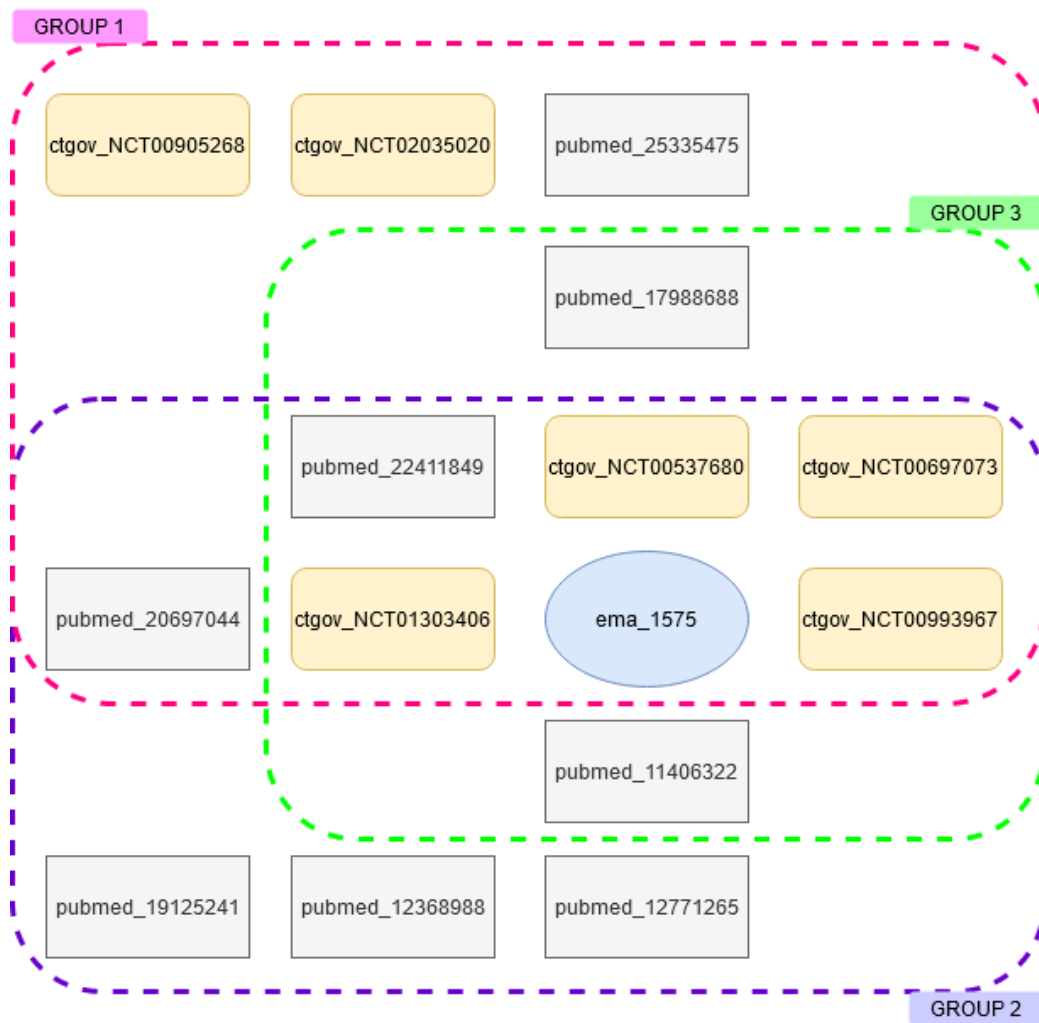 GROUP 1
ctgov_NCT00905268
ctgov_NCT02035020
pubmed_25335475
GROUP 3
pubmed_17988688
pubmed_22411849
ctgov_NCT00537680
ctgov_NCT00697073
pubmed_20697044
ctgov_NCT01303406
ema_1575
ctgov_NCT00993967
pubmed_11406322
pubmed_19125241
pubmed_12368988
pubmed_12771265
GROUP 2